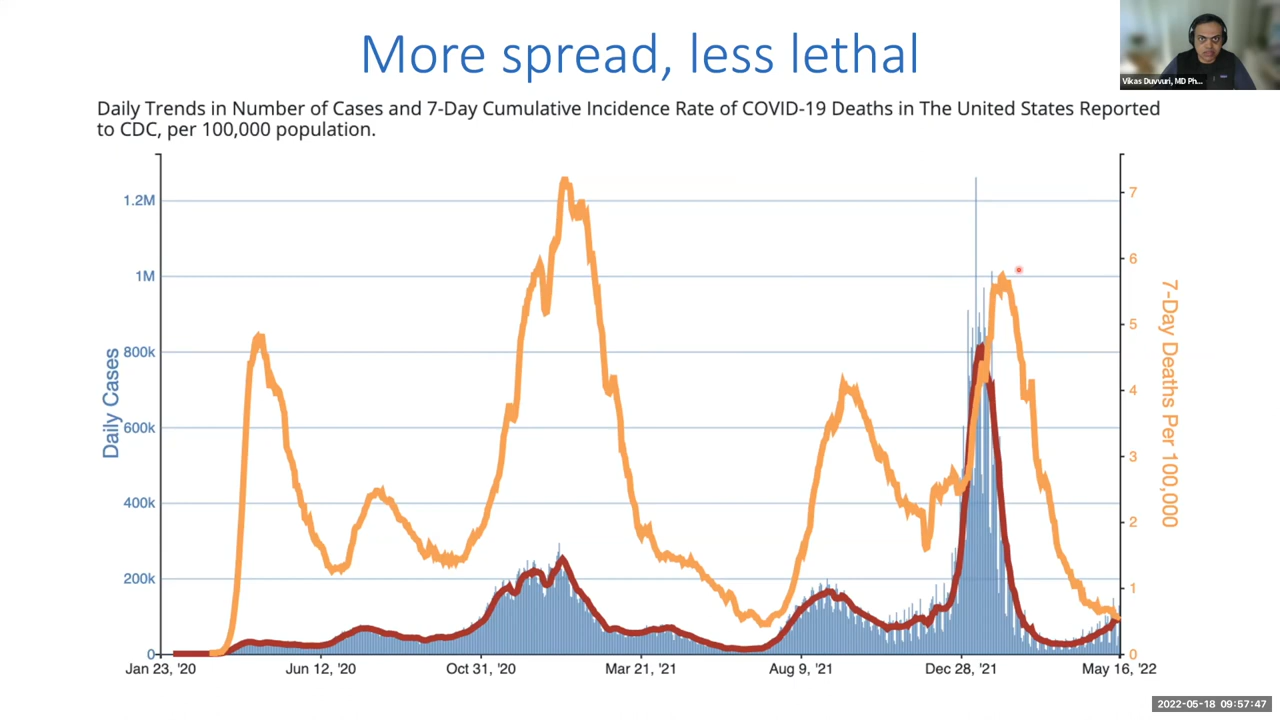 More spread, less lethal
Vikas Duvvuri, MD Ph...
Daily Trends in Number of Cases and 7-Day Cumulative Incidence Rate of COVID-19 Deaths in The United States Reported
to CDC, per 100,000 population.
Daily Cases
1.2M
1M
800k
600k
400k
200k
0
7
6
5
4
3
2
1
0
7-Day Deaths Per 100,000
Jan 23, '20
Jun 12, '20
Oct 31, '20
Mar 21, '21
Aug 9, '21
Dec 28, '21
May 16, '22
2022-05-18 09:57:47